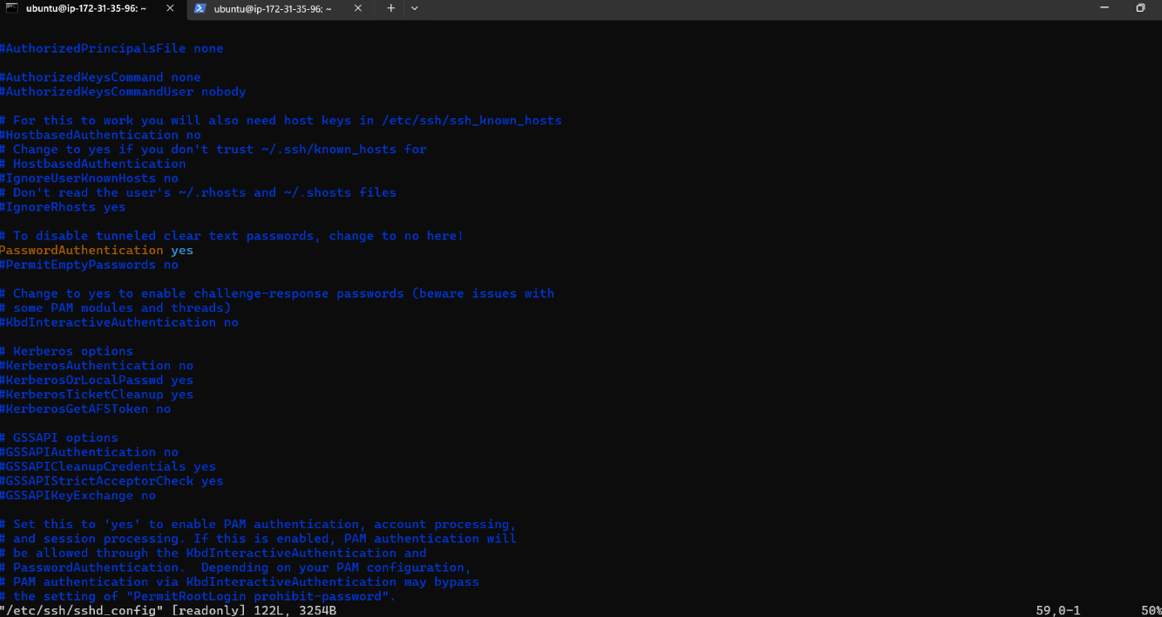 ubuntu@ip-172-31-35-96: ~
ubuntu@ip-172-31-35-96: ~
#AuthorizedPrincipalsFile none
#AuthorizedKeysCommand none
#AuthorizedKeysCommandUser nobody
# For this to work you will also need host keys in /etc/ssh/ssh_known_hosts
#HostbasedAuthentication no
# Change to yes if you don't trust ~/.ssh/known_hosts for
# HostbasedAuthentication
#IgnoreUserKnownHosts no
# Don't read the user's ~/.rhosts and ~/.shosts files
#IgnoreRhosts yes
# To disable tunneled clear text passwords, change to no here!
PasswordAuthentication yes
#PermitEmptyPasswords no
# Change to yes to enable challenge-response passwords (beware issues with
# some PAM modules and threads)
#KbdInteractiveAuthentication no
# Kerberos options
#KerberosAuthentication no
#KerberosOrLocalPasswd yes
#KerberosTicketCleanup yes
#KerberosGetAFSToken no
# GSSAPI options
#GSSAPIAuthentication no
#GSSAPICleanupCredentials yes
#GSSAPIStrictAcceptorCheck yes
#GSSAPIKeyExchange no
# Set this to 'yes' to enable PAM authentication, account processing,
# and session processing. If this is enabled, PAM authentication will
# be allowed through the KbdInteractiveAuthentication and
# PasswordAuthentication.  Depending on your PAM configuration,
# PAM authentication via KbdInteractiveAuthentication may bypass
# the setting of "PermitRootLogin prohibit-password".
"/etc/ssh/sshd_config" [readonly] 122L, 3254B 59,0-1 50%